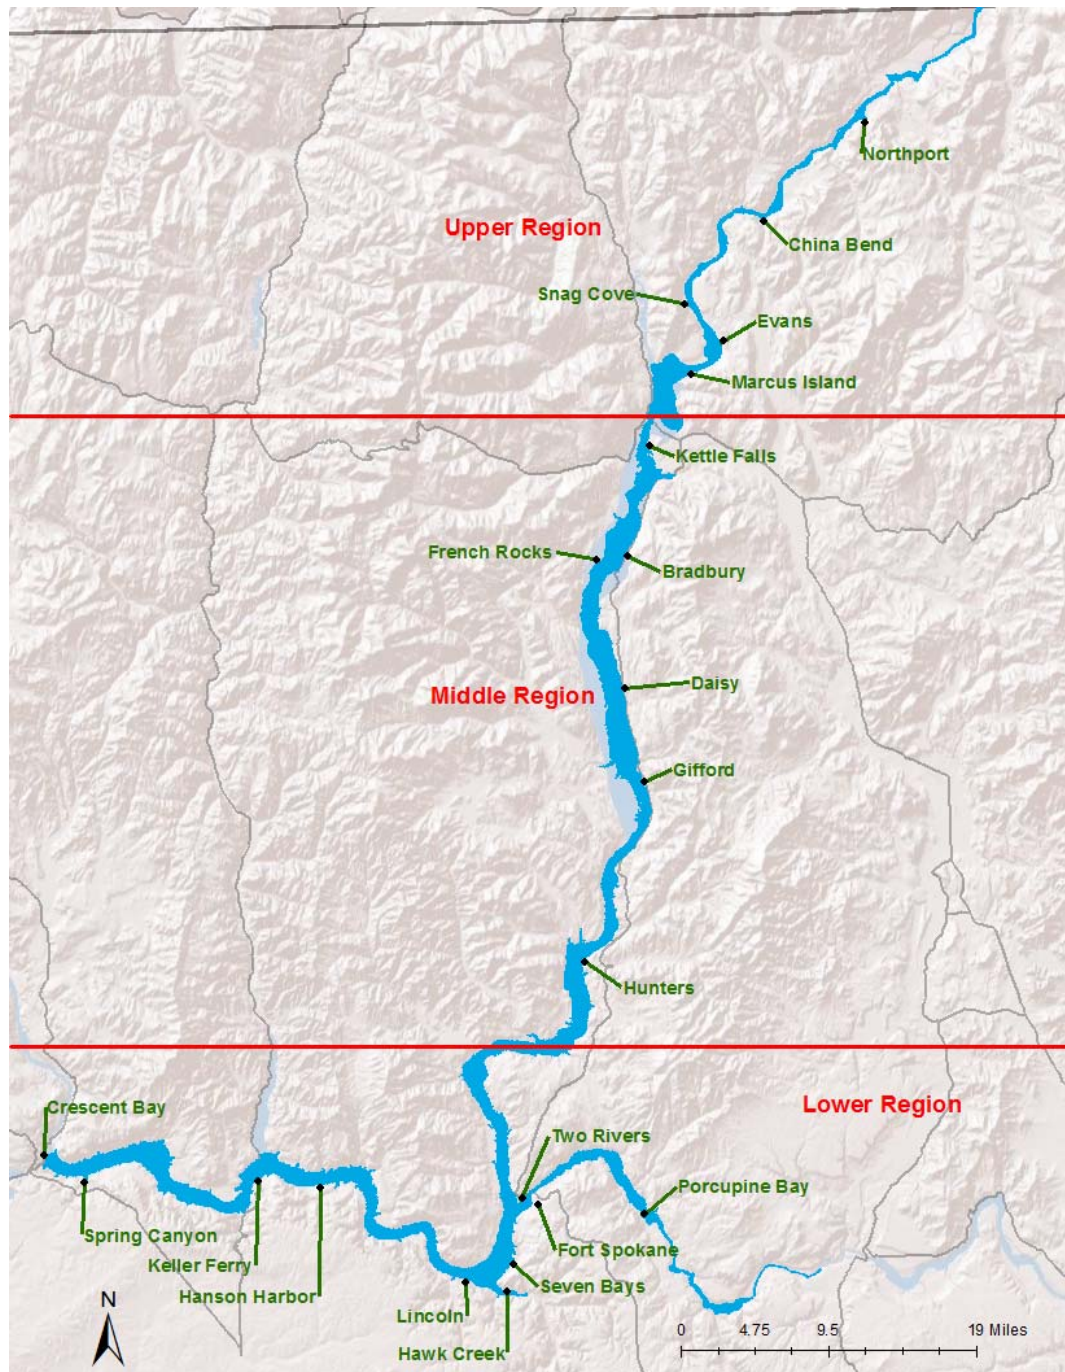 Northport
Upper Region
China Bend
Snag Cove
Evans
Marcus Island
Kettle Falls
French Rocks
Bradbury
Daisy
Middle Region
Gifford
Hunters
Crescent Bay
Lower Region
Two Rivers
Porcupine Bay
Spring Canyon
Fort Spokane
Keller Ferry
Seven Bays
Hanson Harbor
N
Lincoln
Hawk Creek
0 4.75 9.5 19 Miles